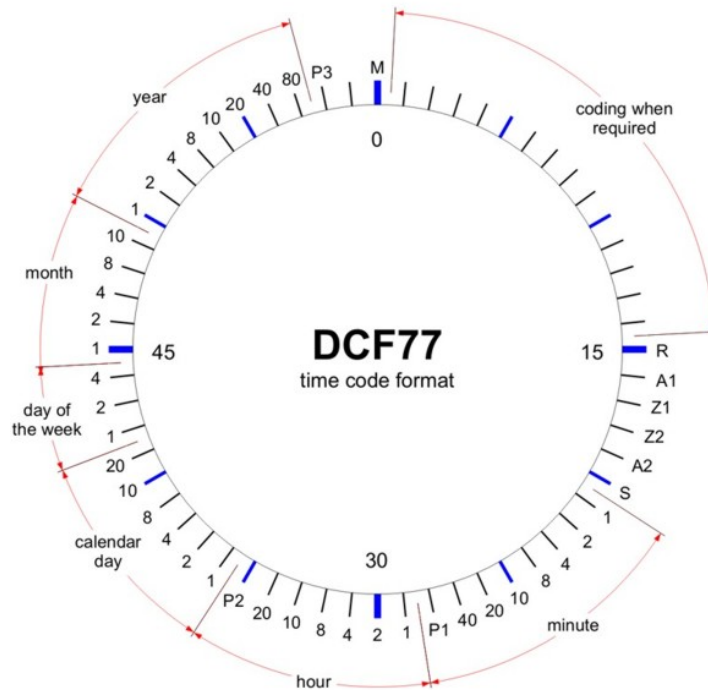 M
0
coding when
required
15
R
A1
Z1
Z2
A2
S
1
2
4
8
10
20
40
P1
minute
30
1
2
4
8
10
20
P2
hour
1
2
4
8
10
20
calendar
day
1
2
4
day of
the week
45
1
2
4
8
10
month
1
2
4
8
10
20
40
80
year
P3
DCF77
time code format